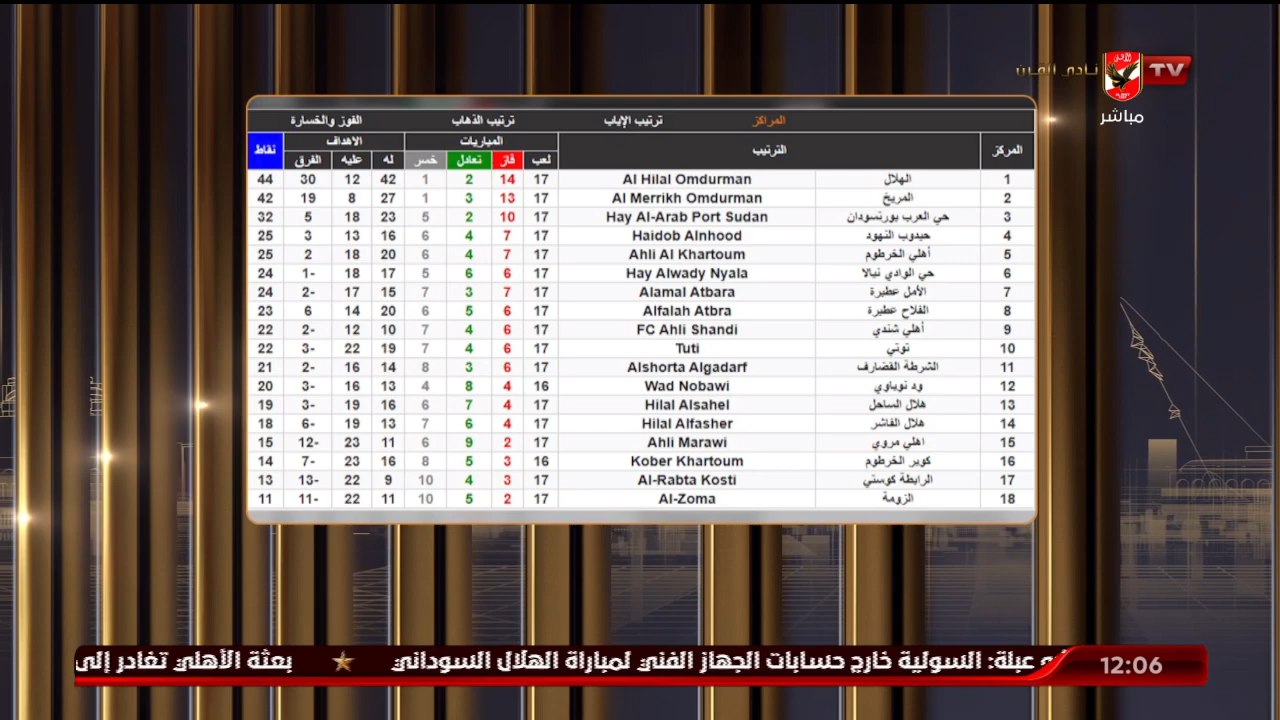 نادي القرن TV
مباشر
المراكز ترتيب الإياب ترتيب الذهاب الفوز والخسارة
المركز الترتيب المباريات الاهداف نقاط
لعب فاز تعادل خسر له عليه الفرق
1 الهلال Al Hilal Omdurman 17 14 2 1 42 12 30 44
2 المريخ Al Merrikh Omdurman 17 13 3 1 27 8 19 42
3 حي العرب بورتسودان Hay Al-Arab Port Sudan 17 10 2 5 23 18 5 32
4 حيدوب النهود Haidob Alnhood 17 7 4 6 16 13 3 25
5 أهلي الخرطوم Ahli Al Khartoum 17 7 4 6 20 18 2 25
6 حي الوادي نيالا Hay Alwady Nyala 17 6 6 5 17 18 1- 24
7 الأمل عطبرة Alamal Atbara 17 7 3 7 15 17 2- 24
8 الفلاح عطبرة Alfalah Atbra 17 6 5 6 20 14 6 23
9 أهلي شندي FC Ahli Shandi 17 6 4 7 10 12 2- 22
10 توتي Tuti 17 6 4 7 19 22 3- 22
11 الشرطة القضارف Alshorta Algadarf 17 6 3 8 14 16 2- 21
12 ود نوباوي Wad Nobawi 16 4 8 4 13 16 3- 20
13 هلال الساحل Hilal Alsahel 17 4 7 6 16 19 3- 19
14 هلال الفاشر Hilal Alfasher 17 4 6 7 13 19 6- 18
15 اهلي مروي Ahli Marawi 17 2 9 6 11 23 12- 15
16 كوبر الخرطوم Kober Khartoum 16 3 5 8 16 23 7- 14
17 الرابطة كوستي Al-Rabta Kosti 17 3 4 10 9 22 13- 13
18 الزومة Al-Zoma 17 2 5 10 11 22 11- 11
12:06 عبلة: السولية خارج حسابات الجهاز الفني لمباراة الهلال السوداني بعثة الأهلي تغادر إلى